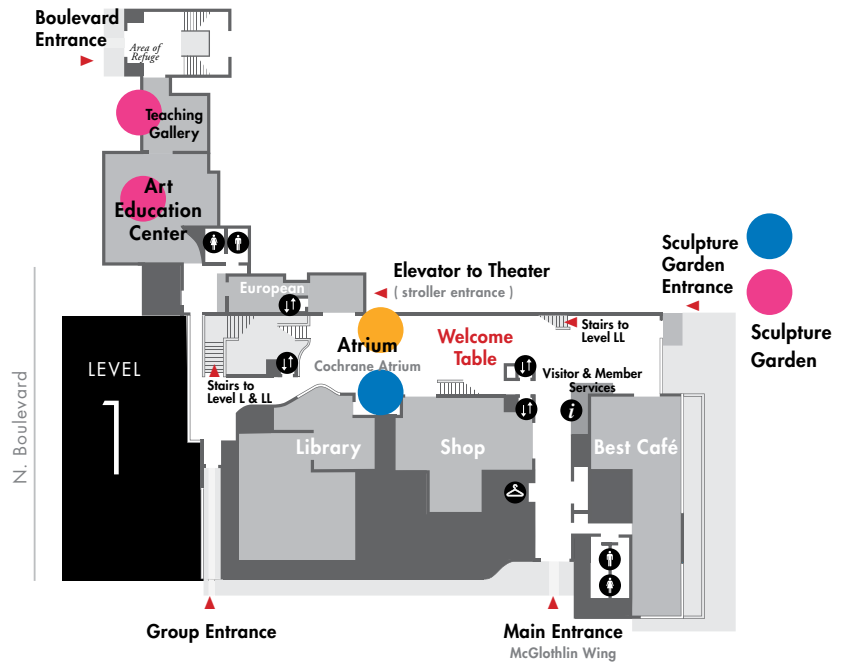 Boulevard
Entrance
Area of
Refuge
Teaching
Gallery
Art
Education
Center
Sculpture
Garden
Entrance
Sculpture
Garden
European
Elevator to Theater
( stroller entrance )
Stairs to
Level LL
Welcome
Table
Atrium
Cochrane Atrium
Visitor & Member
Services
Stairs to
Level L & LL
LEVEL
1
N. Boulevard
Library
Shop
i
Best Café
Group Entrance
Main Entrance
McGlothlin Wing